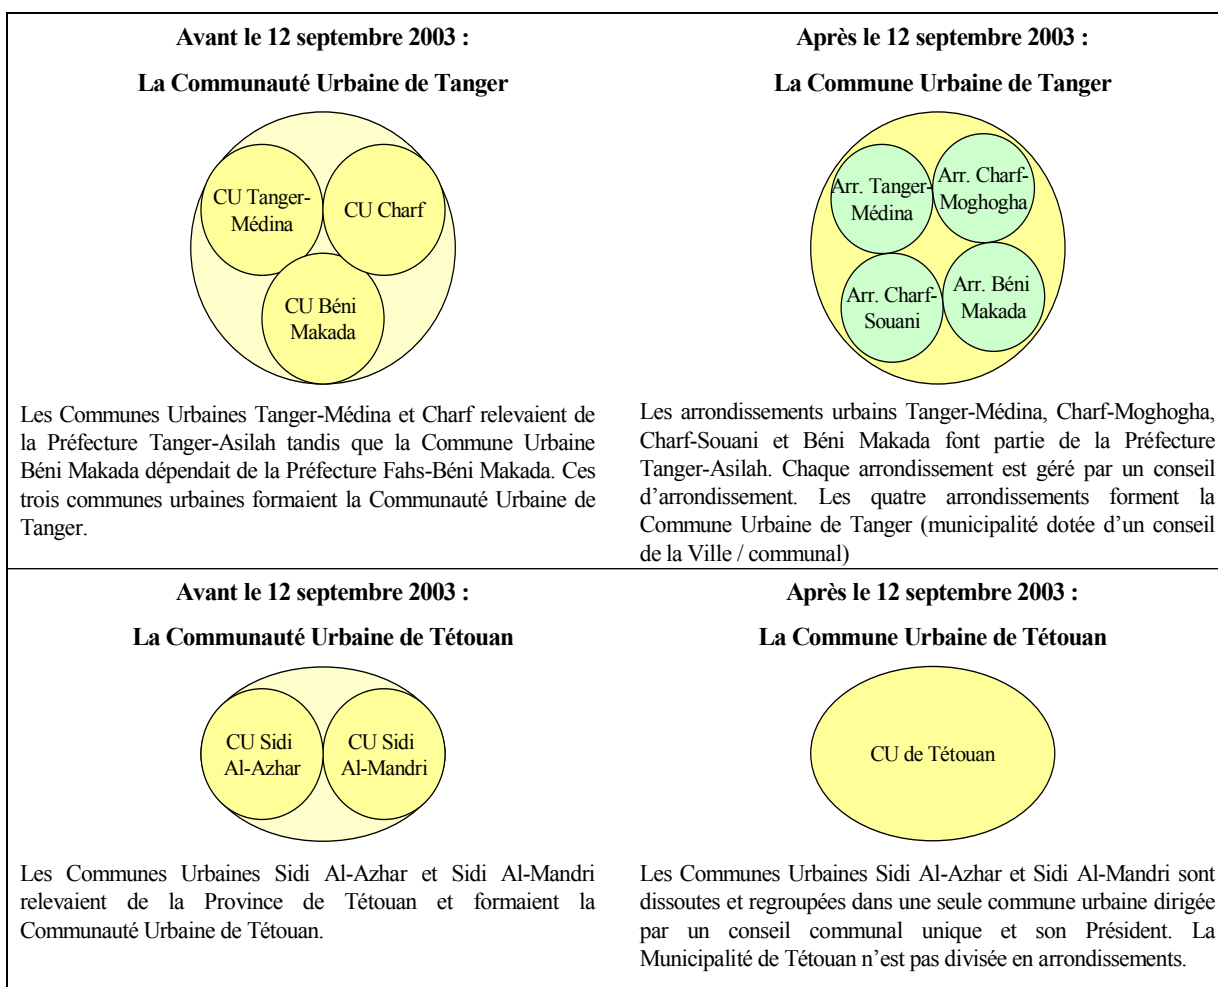 Avant le 12 septembre 2003 :
La Communauté Urbaine de Tanger
CU Tanger-
Médina
CU Charf
CU Béni
Makada
Les Communes Urbaines Tanger-Médina et Charf relevaient de
la Préfecture Tanger-Asilah tandis que la Commune Urbaine
Béni Makada dépendait de la Préfecture Fahs-Béni Makada. Ces
trois communes urbaines formaient la Communauté Urbaine de
Tanger.
Après le 12 septembre 2003 :
La Commune Urbaine de Tanger
Arr. Tanger-
Médina
Arr. Charf-
Moghogha
Arr. Charf-
Souani
Arr. Béni
Makada
Les arrondissements urbains Tanger-Médina, Charf-Moghogha,
Charf-Souani et Béni Makada font partie de la Préfecture
Tanger-Asilah. Chaque arrondissement est géré par un conseil
d’arrondissement. Les quatre arrondissements forment la
Commune Urbaine de Tanger (municipalité dotée d’un conseil
de la Ville / communal)
Avant le 12 septembre 2003 :
La Communauté Urbaine de Tétouan
CU Sidi
Al-Azhar
CU Sidi
Al-Mandri
Les Communes Urbaines Sidi Al-Azhar et Sidi Al-Mandri
relevaient de la Province de Tétouan et formaient la
Communauté Urbaine de Tétouan.
Après le 12 septembre 2003 :
La Commune Urbaine de Tétouan
CU de Tétouan
Les Communes Urbaines Sidi Al-Azhar et Sidi Al-Mandri sont
dissoutes et regroupées dans une seule commune urbaine dirigée
par un conseil communal unique et son Président. La
Municipalité de Tétouan n’est pas divisée en arrondissements.